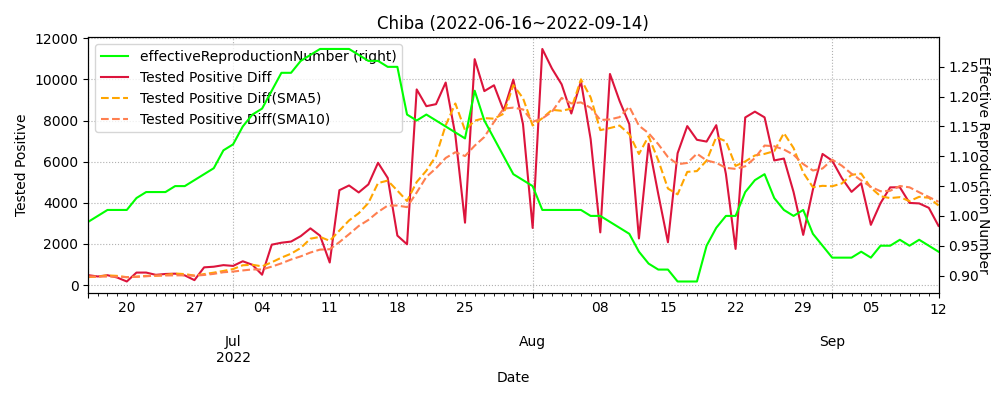 Chiba (2022-06-16~2022-09-14)
effectiveReproductionNumber (right)
Tested Positive Diff
Tested Positive Diff(SMA5)
Tested Positive Diff(SMA10)
Tested Positive
12000
10000
8000
6000
4000
2000
0
Effective Reproduction Number
1.25
1.20
1.15
1.10
1.05
1.00
0.95
0.90
20 27 04 11 18 25 08 15 22 29 05 12
Jul Aug Sep
2022
Date